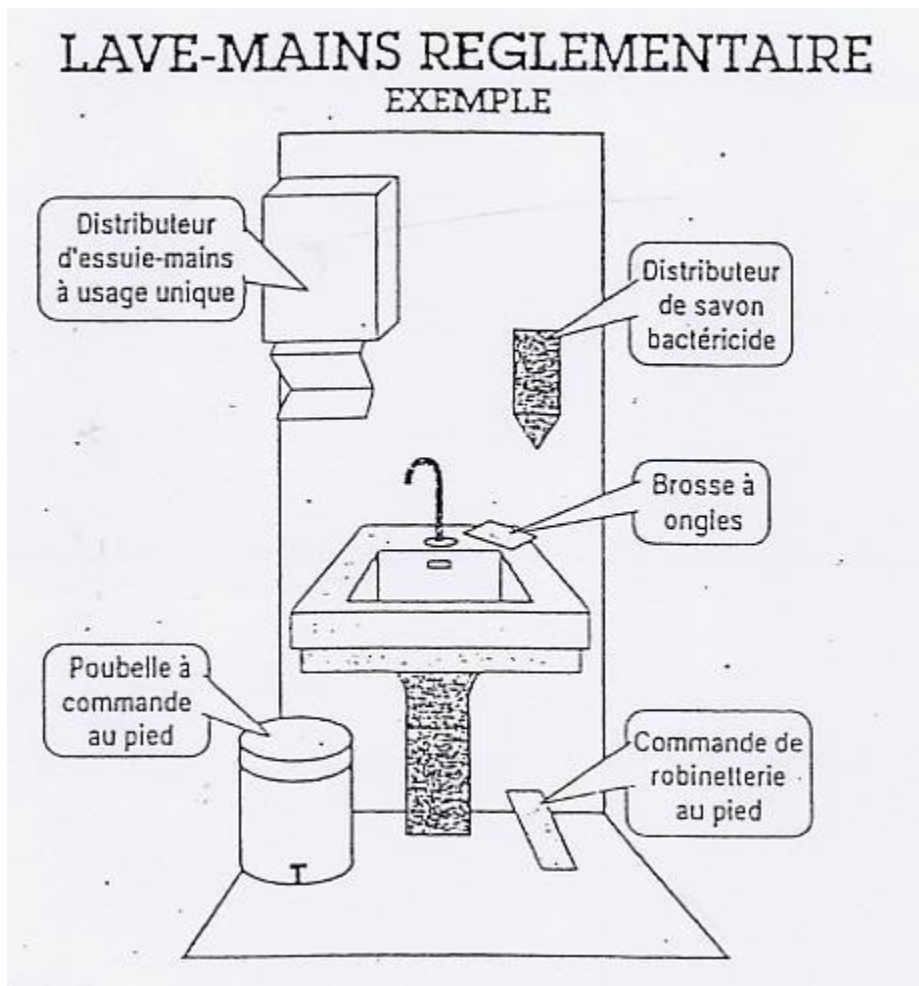 LAVE-MAINS REGLEMENTAIRE
EXEMPLE
Distributeur
d'essuie-mains
à usage unique
Distributeur
de savon
bactéricide
Brosse à
ongles
Poubelle à
commande
au pied
Commande de
robinetterie
au pied